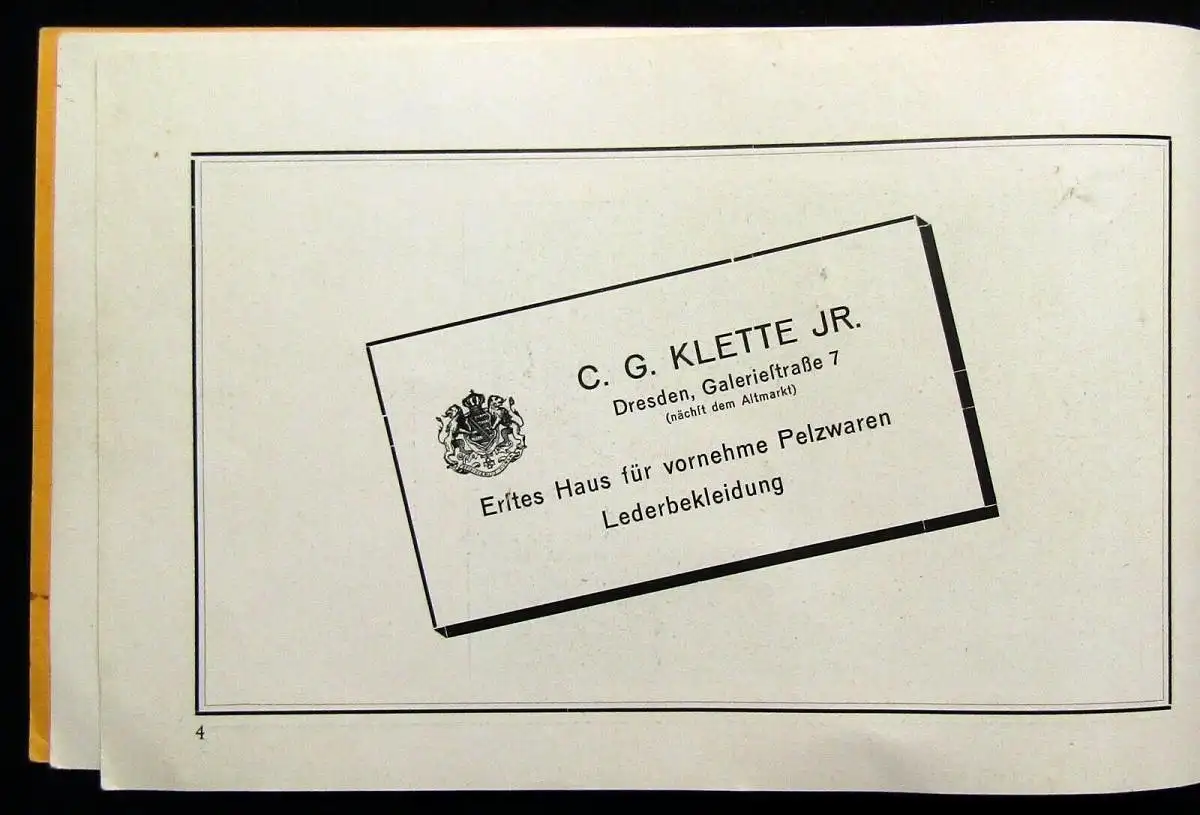 C. G. KLETTE JR.
Dresden, Galerieſtraße 7
(nächſt dem Altmarkt)
Erſtes Haus für vornehme Pelzwaren
Lederbekleidung
4